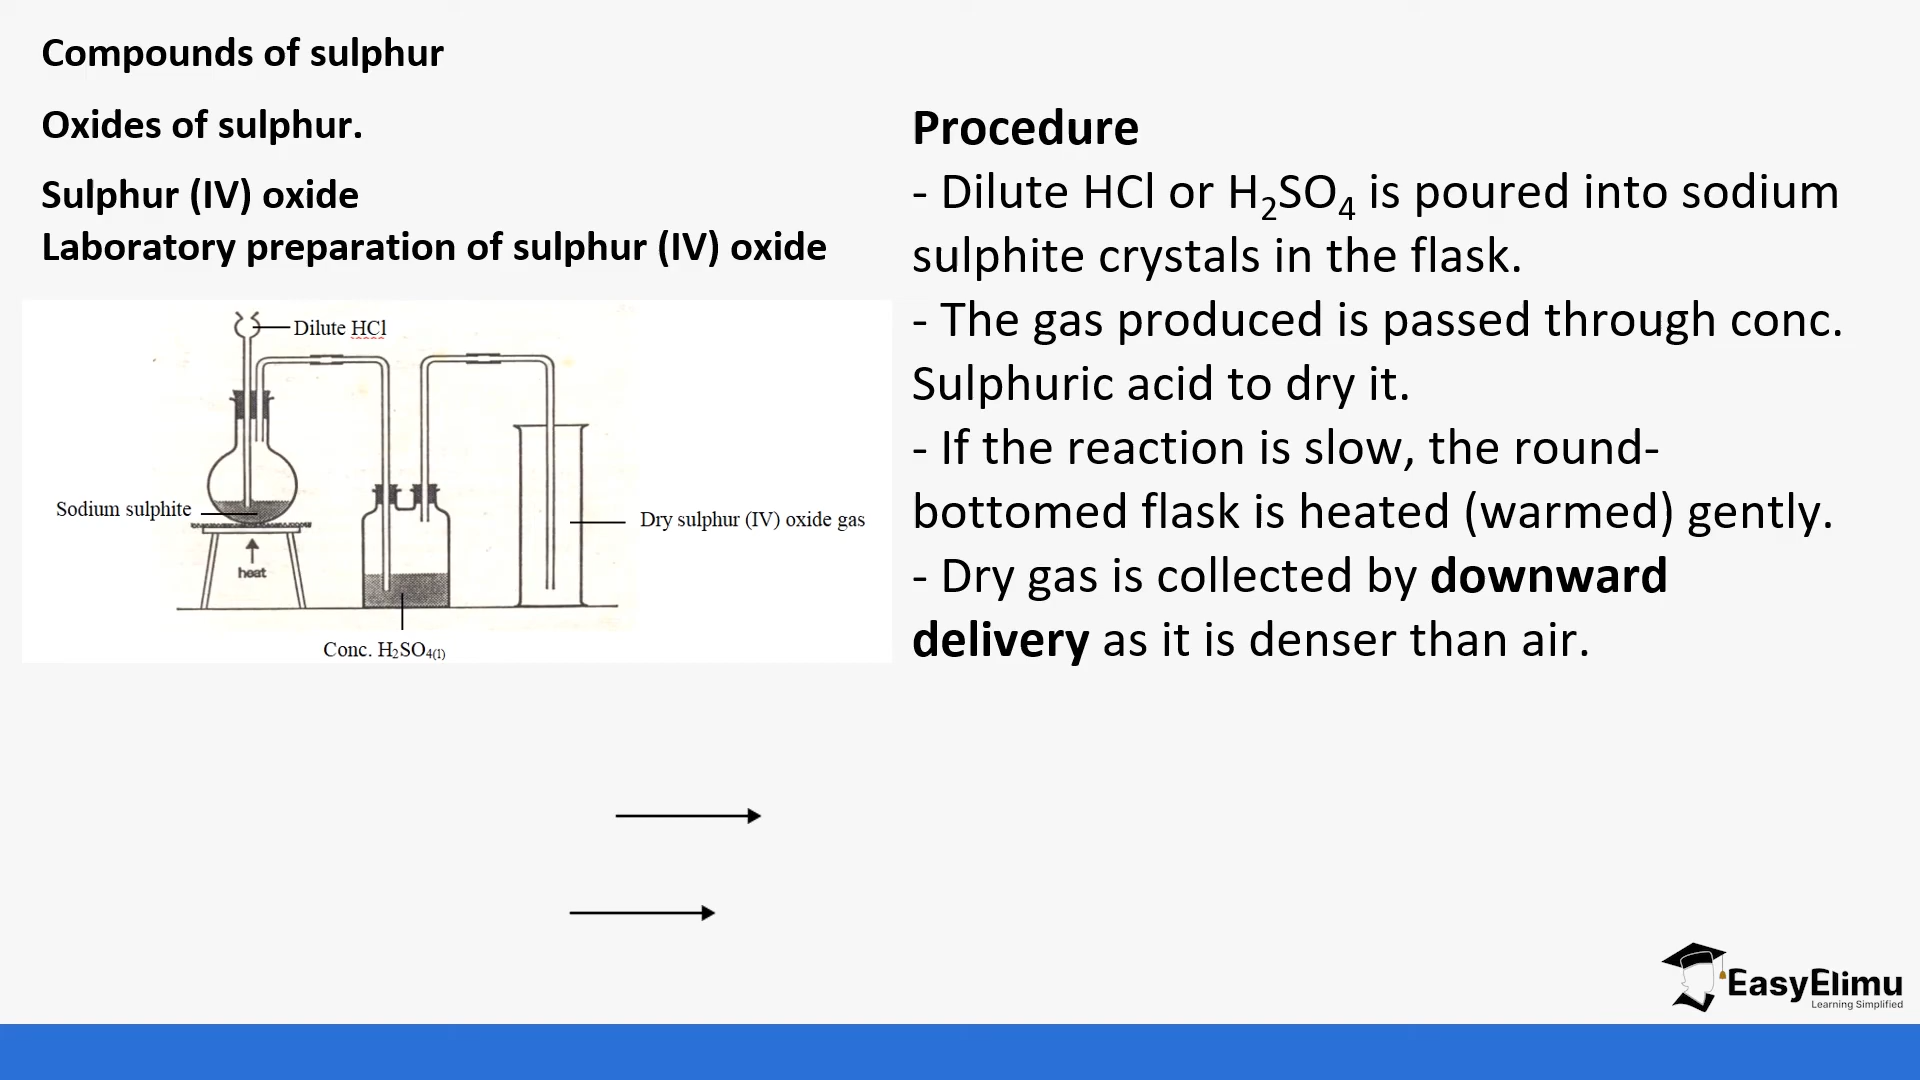 Compounds of sulphur
Oxides of sulphur.
Sulphur (IV) oxide
Laboratory preparation of sulphur (IV) oxide
Dilute HCl
Sodium sulphite
heat
Dry sulphur (IV) oxide gas
Conc. H₂SO₄₍₁₎
Procedure
- Dilute HCl or H₂SO₄ is poured into sodium
sulphite crystals in the flask.
- The gas produced is passed through conc.
Sulphuric acid to dry it.
- If the reaction is slow, the round-
bottomed flask is heated (warmed) gently.
- Dry gas is collected by downward
delivery as it is denser than air.
EasyElimu
Learning Simplified